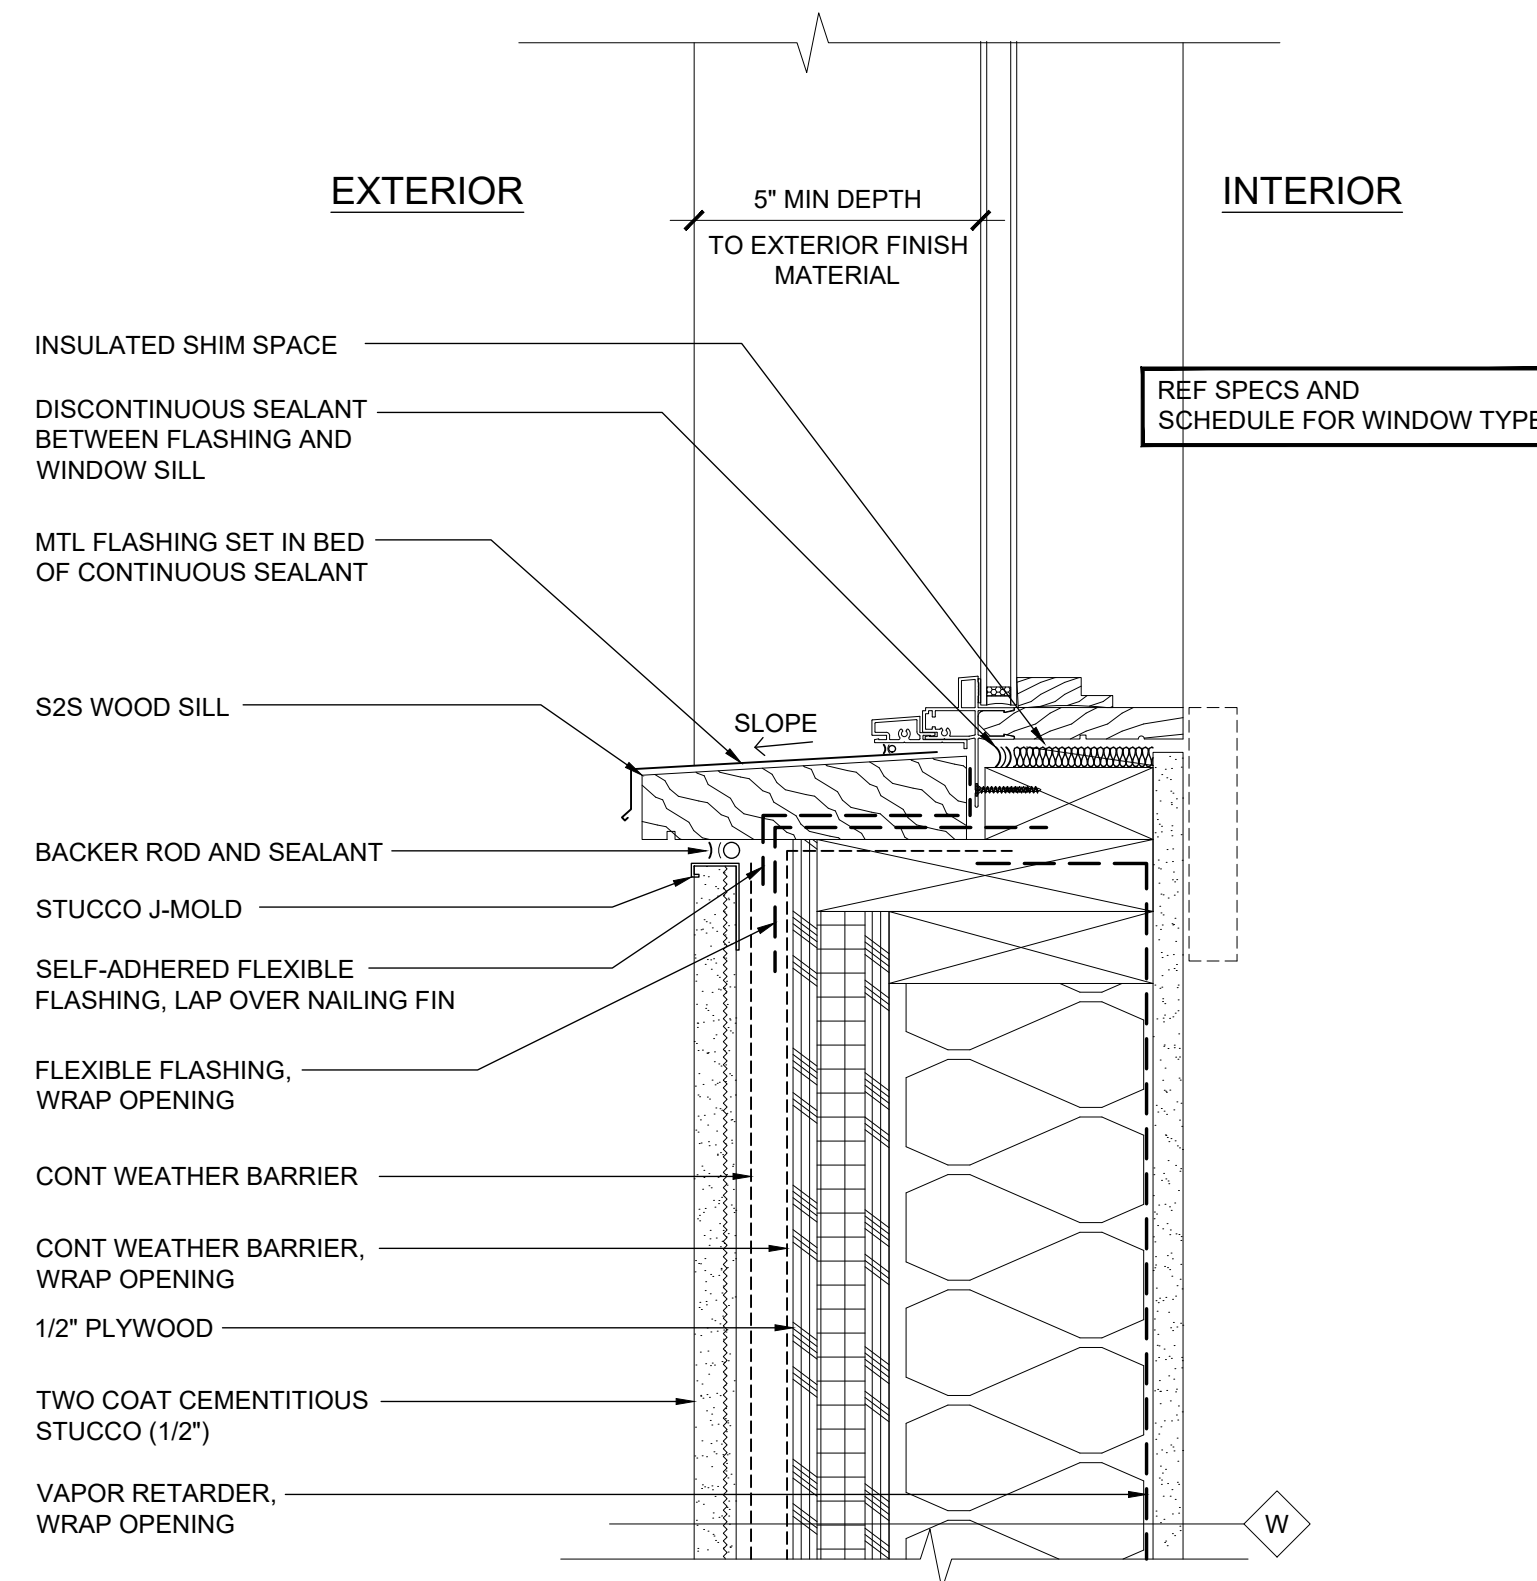 EXTERIOR
5" MIN DEPTH
TO EXTERIOR FINISH
MATERIAL
INTERIOR
INSULATED SHIM SPACE
DISCONTINUOUS SEALANT
BETWEEN FLASHING AND
WINDOW SILL
REF SPECS AND
SCHEDULE FOR WINDOW TYPE
MTL FLASHING SET IN BED
OF CONTINUOUS SEALANT
S2S WOOD SILL
SLOPE
BACKER ROD AND SEALANT
STUCCO J-MOLD
SELF-ADHERED FLEXIBLE
FLASHING, LAP OVER NAILING FIN
FLEXIBLE FLASHING,
WRAP OPENING
CONT WEATHER BARRIER
CONT WEATHER BARRIER,
WRAP OPENING
1/2" PLYWOOD
TWO COAT CEMENTITIOUS
STUCCO (1/2")
VAPOR RETARDER,
WRAP OPENING
W